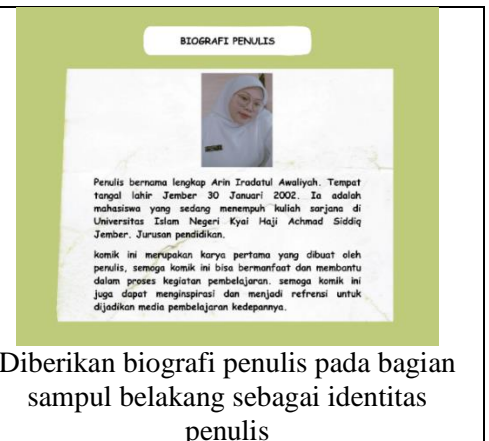 BIOGRAFI PENULIS
Penulis bernama lengkap Arin Iradatul Awaliyah. Tempat
tangal lahir Jember 30 Januari 2002. Ia adalah
mahasiswa yang sedang menempuh kuliah sarjana di
Universitas Islam Negeri Kyai Haji Achmad Siddiq
Jember. Jurusan pendidikan.
komik ini merupakan karya pertama yang dibuat oleh
penulis, semoga komik ini bisa bermanfaat dan membantu
dalam proses kegiatan pembelajaran. semoga komik ini
juga dapat menginspirasi dan menjadi refrensi untuk
dijadikan media pembelajaran kedepannya.
Diberikan biografi penulis pada bagian
sampul belakang sebagai identitas
penulis